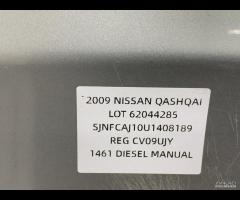 2009 NISSAN QASHQAI
LOT 62044285
SJNFCAJ10U1408189
REG CV09UJY
1461 DIESEL MANUAL